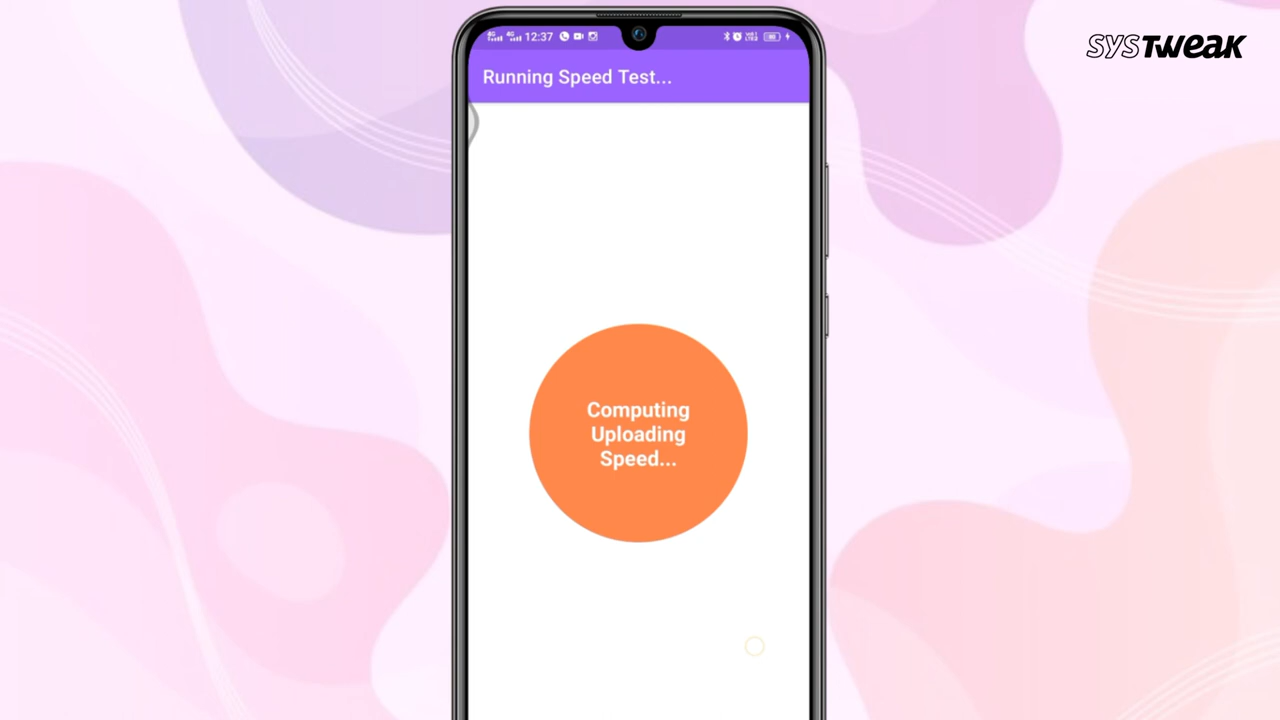 12:37
SYSTWEAK
Running Speed Test...
Computing
Uploading
Speed...